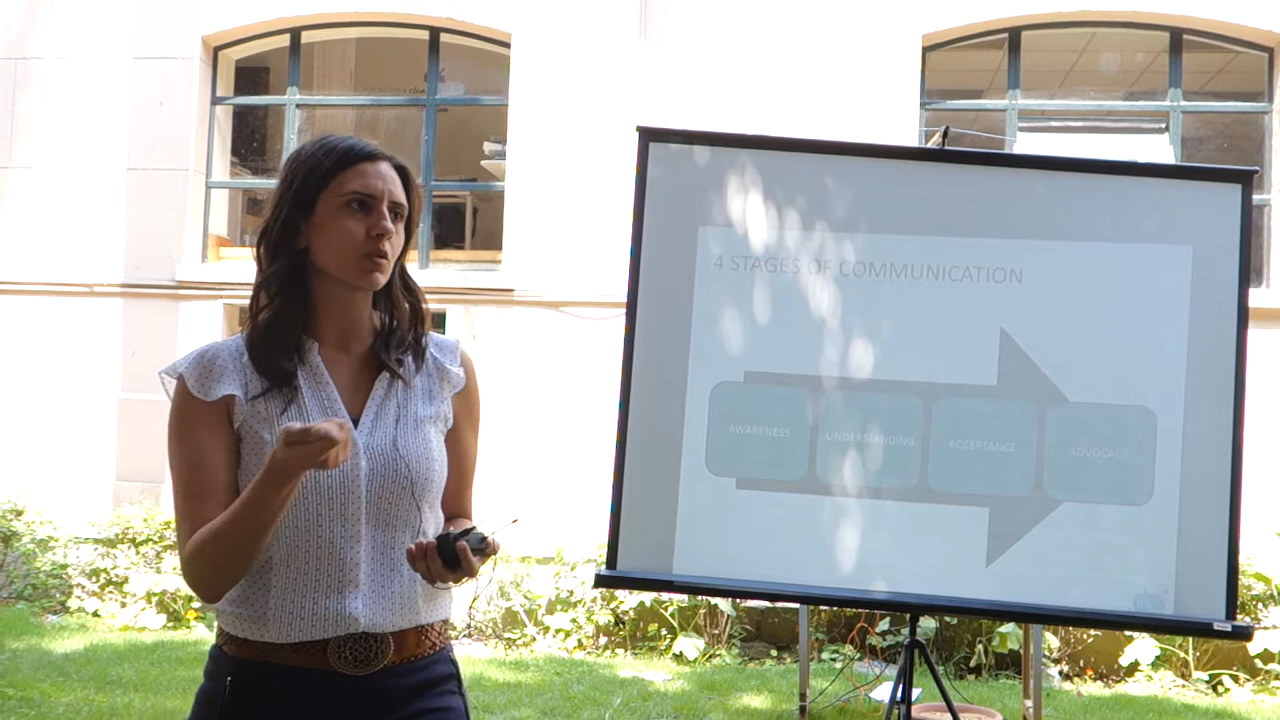 4 STAGES OF COMMUNICATION
AWARENESS
UNDERSTANDING
ACCEPTANCE
ADVOCACY